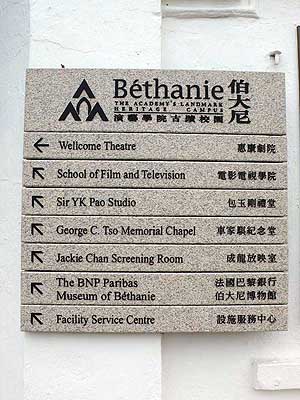 Béthanie 伯大尼
THE ACADEMY'S LANDMARK
HERITAGE CAMPUS
演藝學院古蹟校園
Wellcome Theatre 惠康劇院
School of Film and Television 電影電視學院
Sir YK Pao Studio 包玉剛禮堂
George C. Tso Memorial Chapel 車家騏紀念堂
Jackie Chan Screening Room 成龍放映室
The BNP Paribas 法國巴黎銀行
Museum of Béthanie 伯大尼博物館
Facility Service Centre 設施服務中心